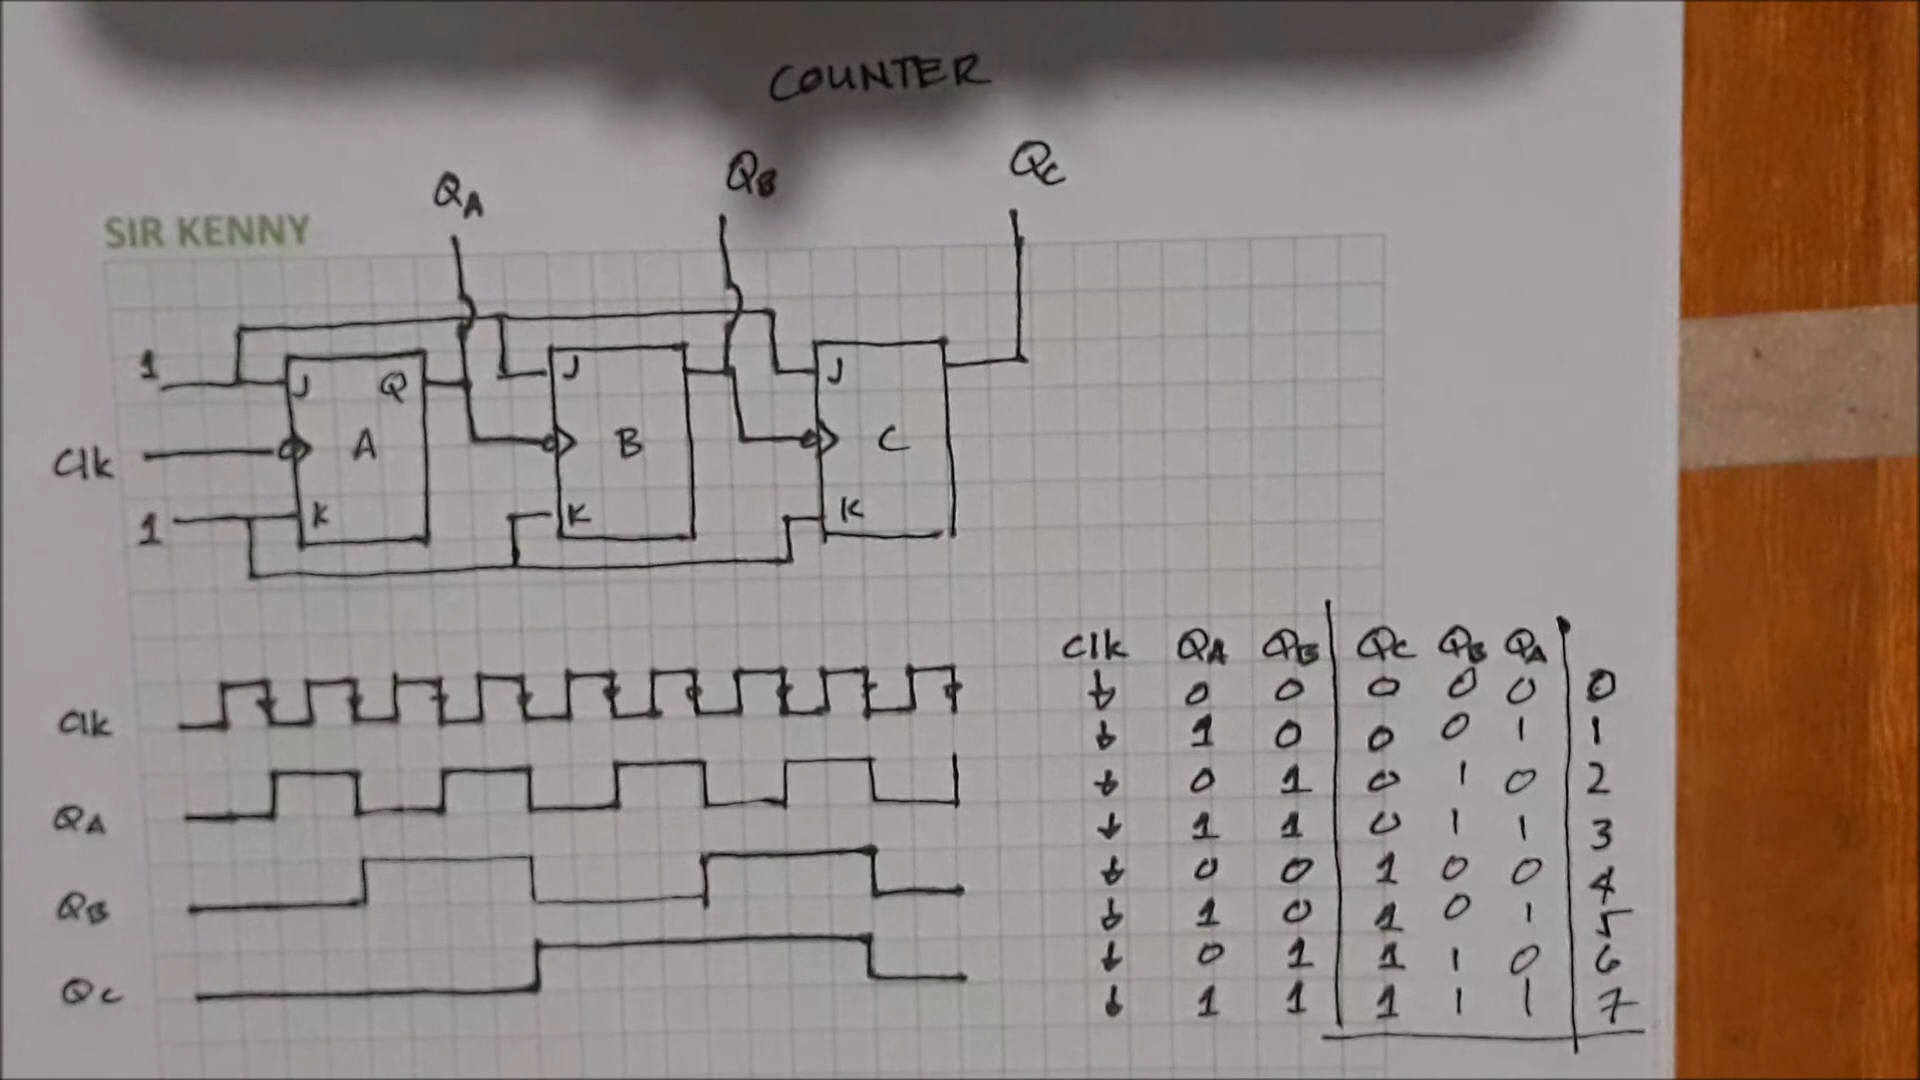 COUNTER
QA QB QC
SIR KENNY
1 J Q J J
Clk A B C
1 K K K
Clk QA QB QC QB QA
Clk ↓ 0 0 0 0 0 0
↓ 1 0 0 0 1 1
QA ↓ 0 1 0 1 0 2
↓ 1 1 0 1 1 3
↓ 0 0 1 0 0 4
QB ↓ 1 0 1 0 1 5
↓ 0 1 1 1 0 6
QC ↓ 1 1 1 1 1 7